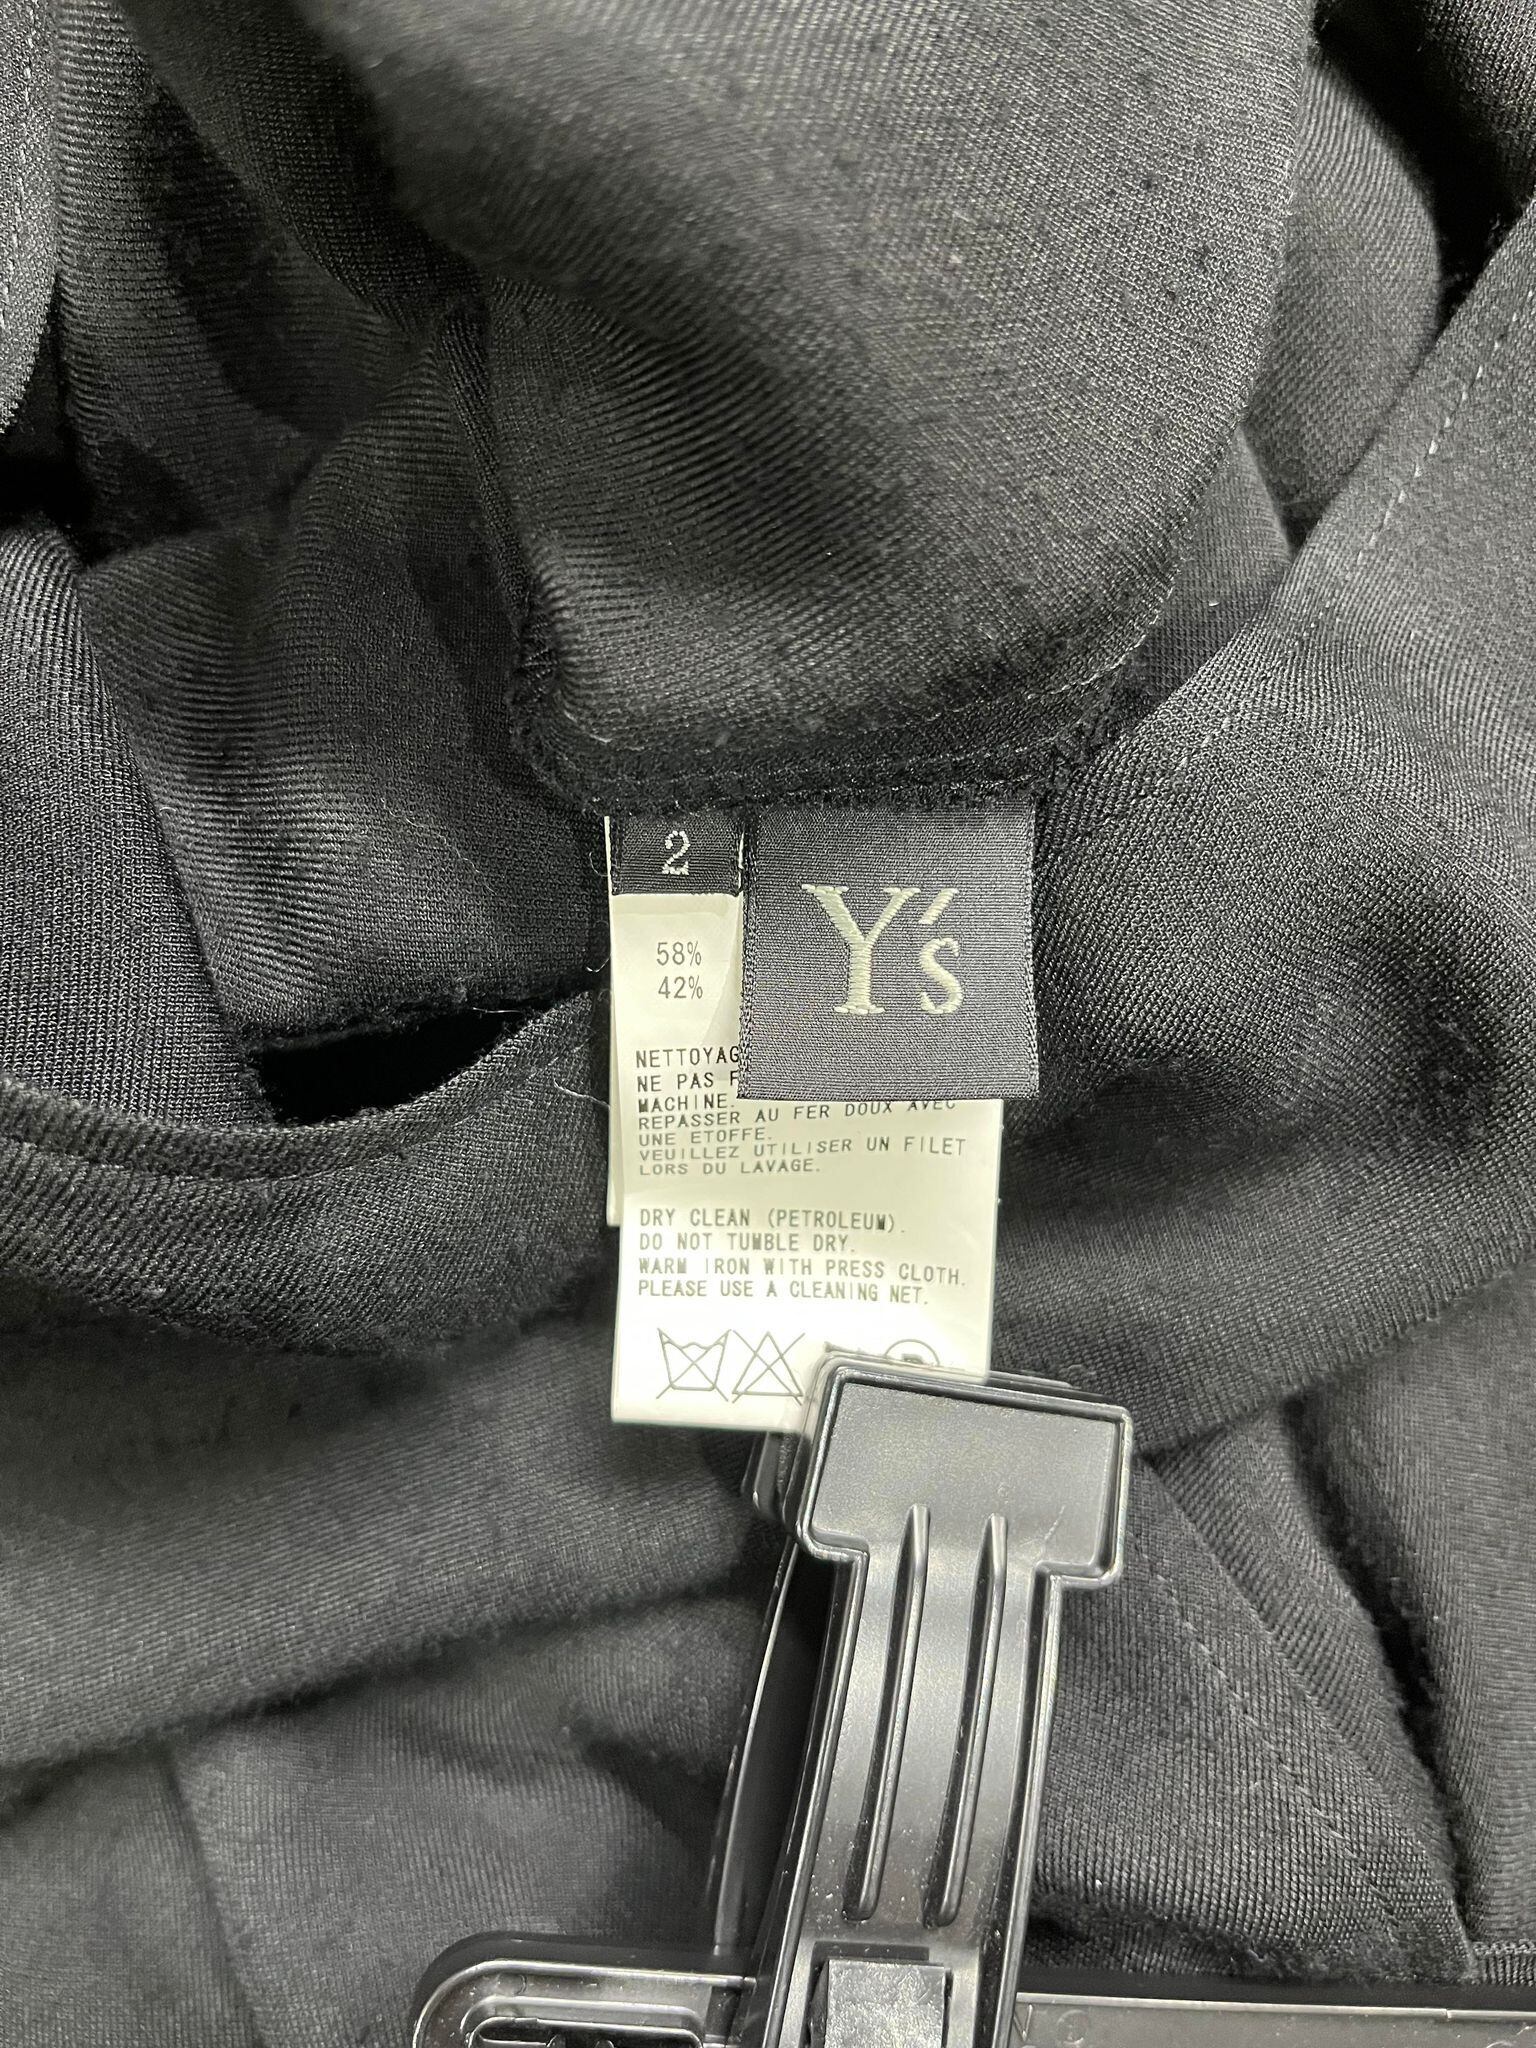 2
Y's
58%
42%
NE PAS
MACHINE.
REPASSER AU FER DOUX AVEC
UNE ETOFFE.
VEUILLEZ UTILISER UN FILET
LORS DU LAVAGE.
DRY CLEAN (PETROLEUM).
DO NOT TUMBLE DRY.
WARM IRON WITH PRESS CLOTH.
PLEASE USE A CLEANING NET.